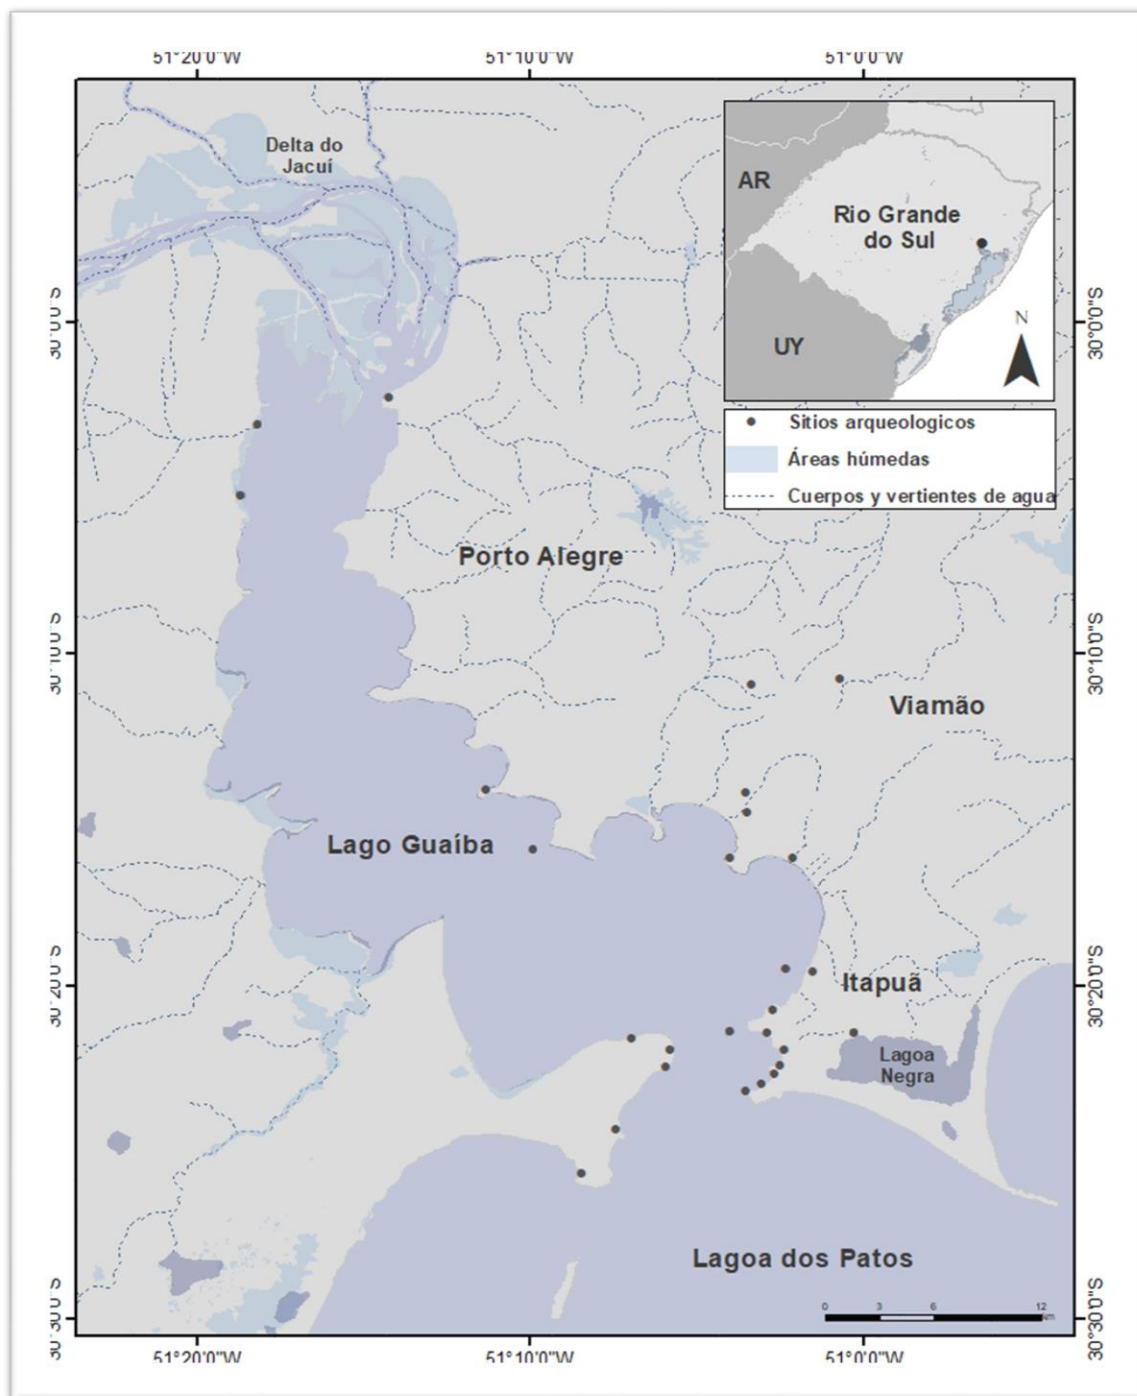 51°20'0"W 51°10'0"W 51°0'0"W
Delta do
Jacuí
AR
Rio Grande
do Sul
UY
N
30°0'0"S 30°0'0"S
Sitios arqueologicos
Áreas húmedas
Cuerpos y vertientes de agua
Porto Alegre
30°10'0"S 30°10'0"S
Viamão
Lago Guaíba
30°20'0"S 30°20'0"S
Itapuã
Lagoa
Negra
Lagoa dos Patos
0 3 6 12
km
30°30'0"S 30°30'0"S
51°20'0"W 51°10'0"W 51°0'0"W